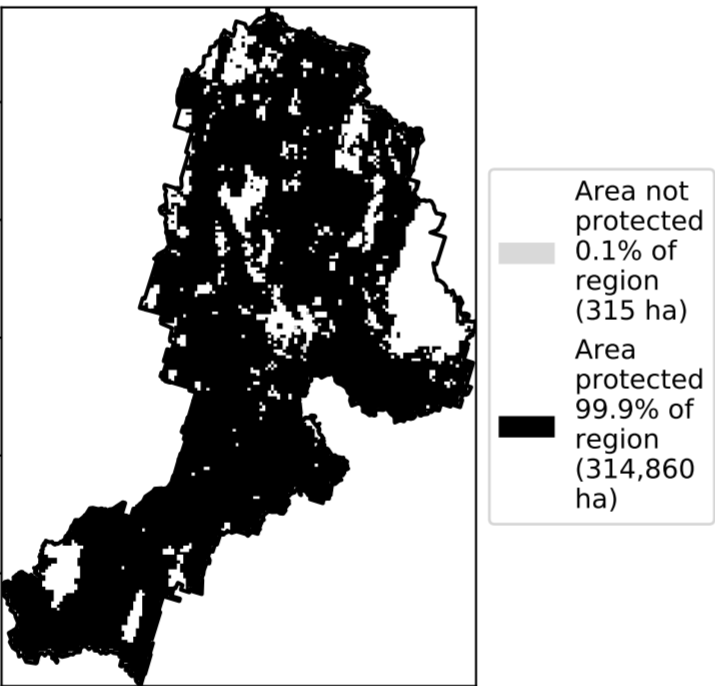 Area not
protected
0.1% of
region
(315 ha)
Area
protected
99.9% of
region
(314,860
ha)